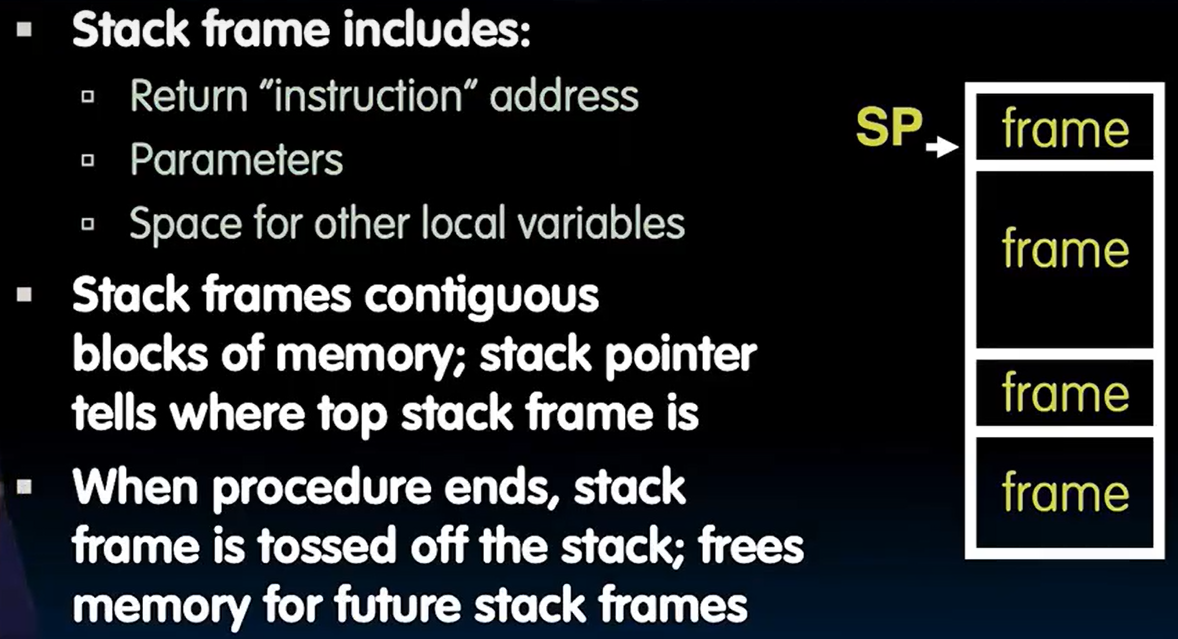 Stack frame includes:
Return “instruction” address
Parameters
Space for other local variables
Stack frames contiguous
blocks of memory; stack pointer
tells where top stack frame is
When procedure ends, stack
frame is tossed off the stack; frees
memory for future stack frames
SP
frame
frame
frame
frame